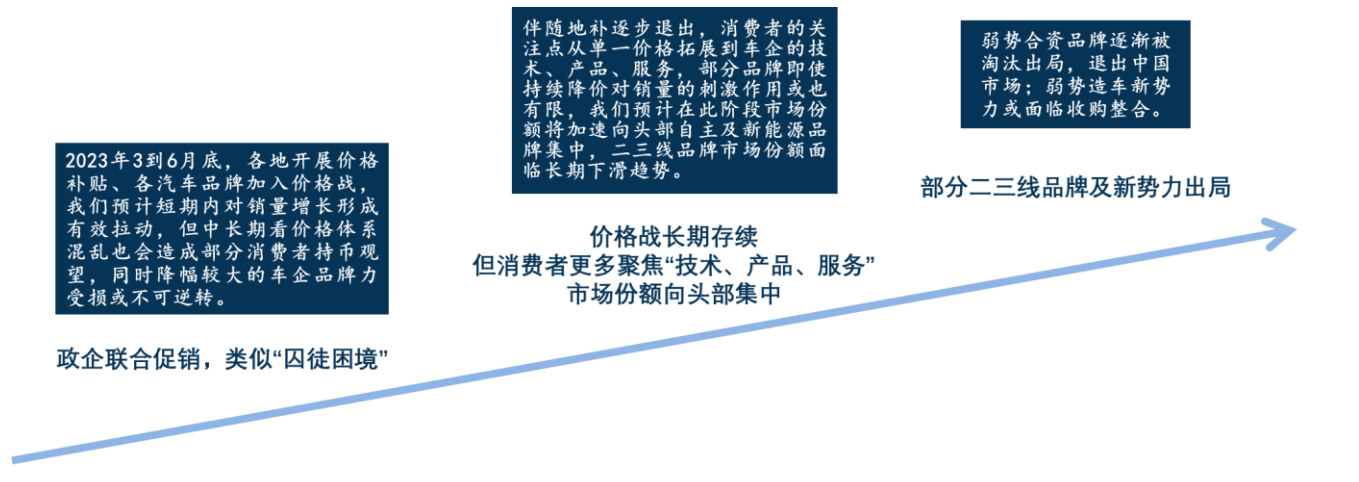 2023年3到6月底，各地开展价格
补贴、各汽车品牌加入价格战，
我们预计短期内对销量增长形成
有效拉动，但中长期看价格体系
混乱也会造成部分消费者持币观
望，同时降幅较大的车企品牌力
受损或不可逆转。
政企联合促销，类似“囚徒困境”
伴随地补逐步退出，消费者的关
注点从单一价格拓展到车企的技
术、产品、服务，部分品牌即使
持续降价对销量的刺激作用或也
有限，我们预计在此阶段市场份
额将加速向头部自主及新能源品
牌集中，二三线品牌市场份额面
临长期下滑趋势。
价格战长期存续
但消费者更多聚焦“技术、产品、服务”
市场份额向头部集中
弱势合资品牌逐渐被
淘汰出局，退出中国
市场；弱势造车新势
力或面临收购整合。
部分二三线品牌及新势力出局